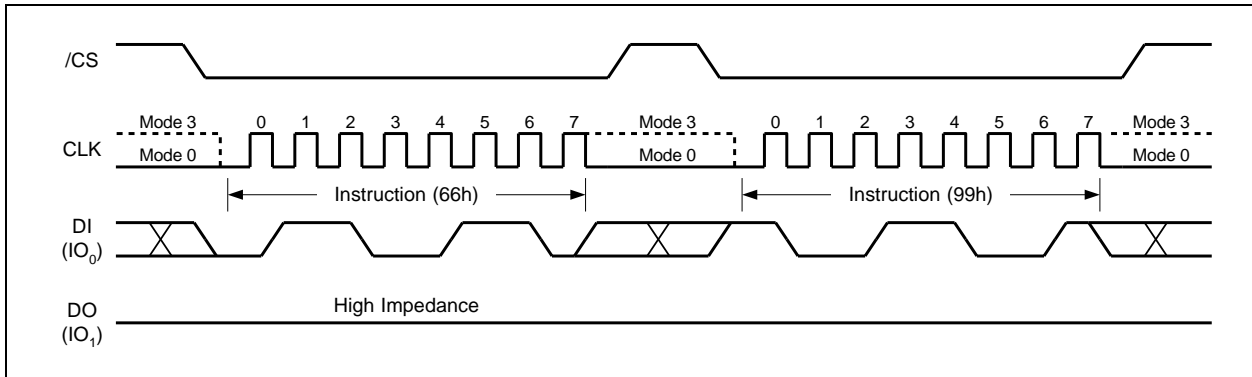 /CS
Mode 3 0 1 2 3 4 5 6 7 Mode 3 0 1 2 3 4 5 6 7 Mode 3
CLK
Mode 0 Mode 0 Mode 0
Instruction (66h) Instruction (99h)
DI
(IO0)
High Impedance
DO
(IO1)